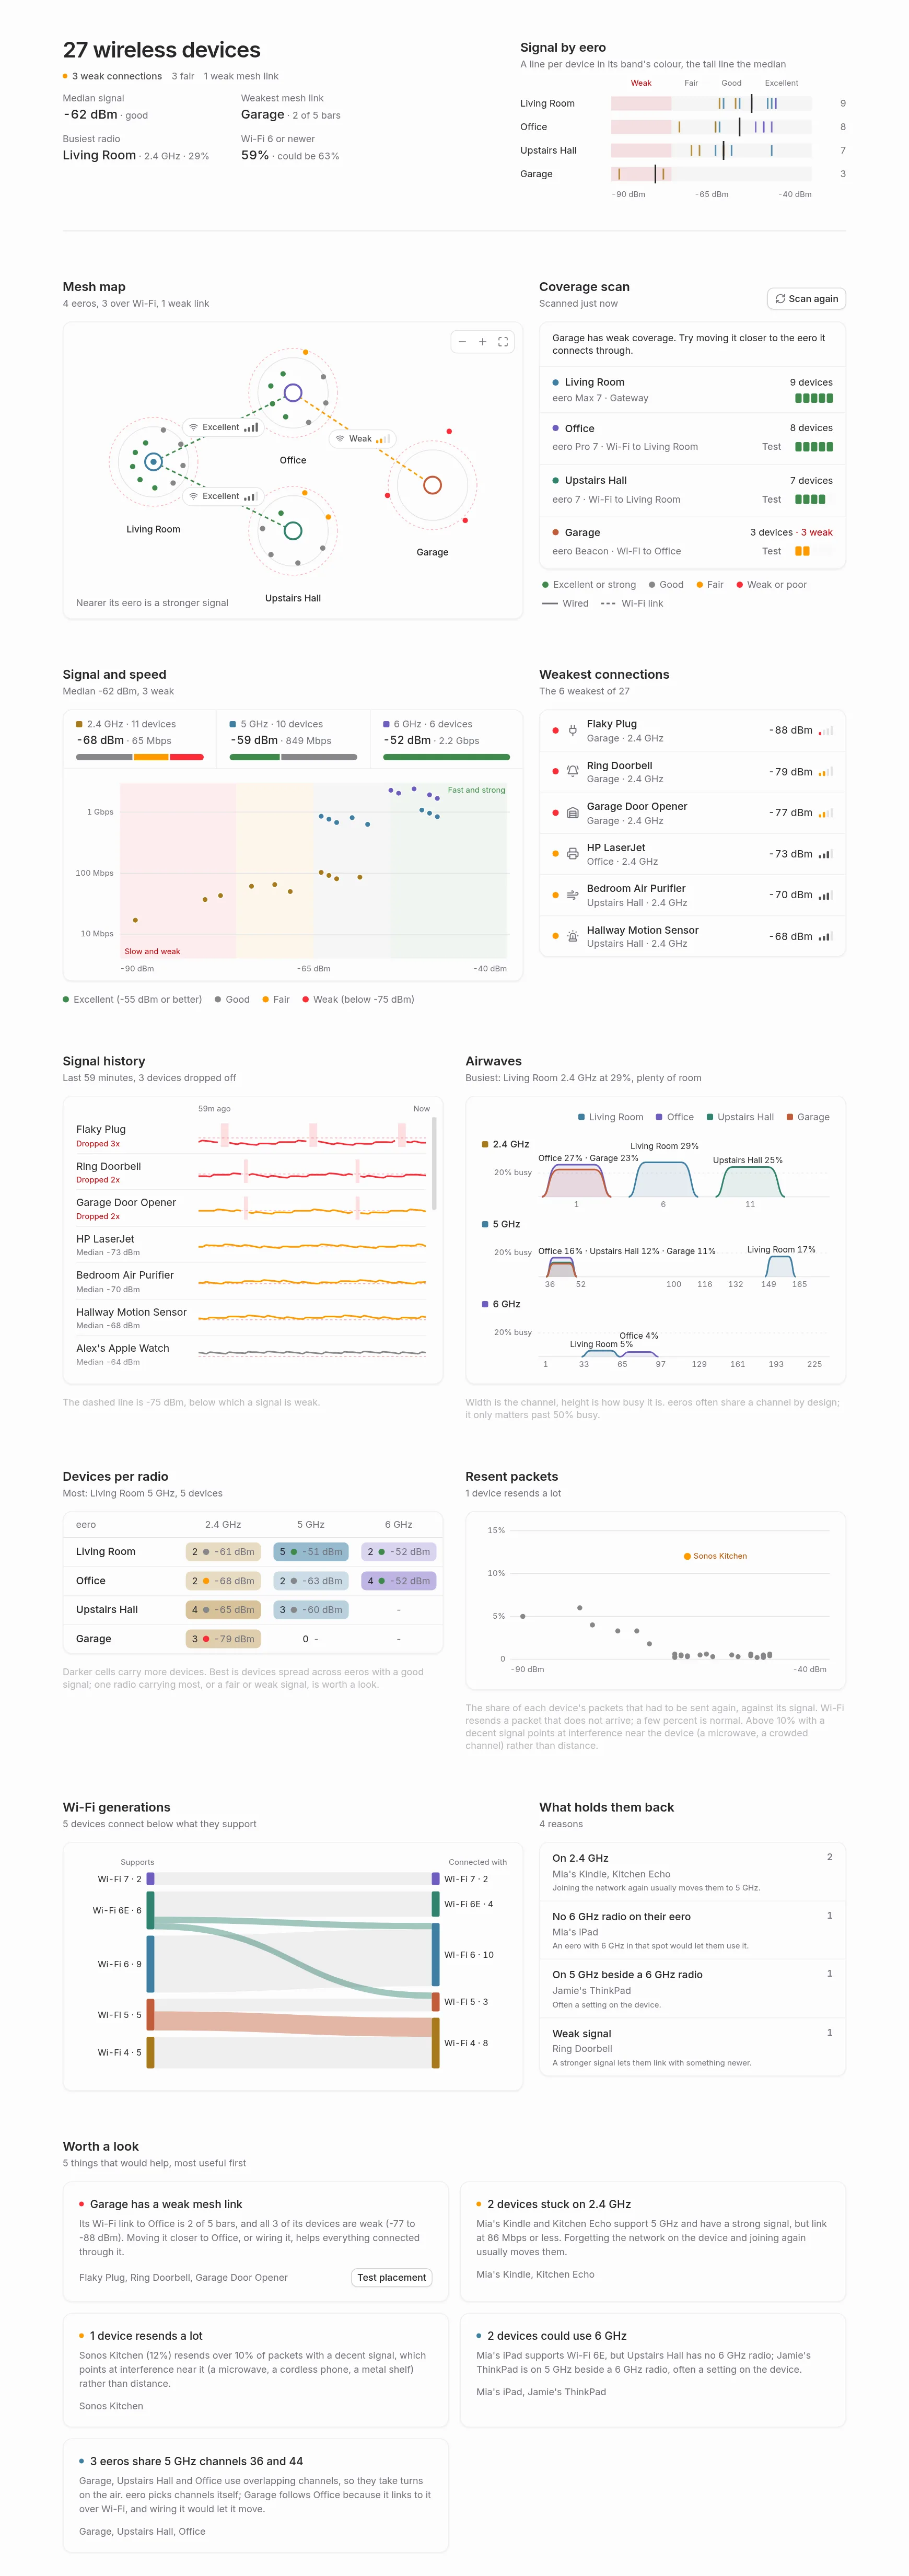 27 wireless devices
3 weak connections 3 fair 1 weak mesh link
Median signal
-62 dBm · good
Weakest mesh link
Garage · 2 of 5 bars
Busiest radio
Living Room · 2.4 GHz · 29%
Wi-Fi 6 or newer
59% · could be 63%
Signal by eero
A line per device in its band's colour, the tall line the median
Weak Fair Good Excellent
Living Room 9
Office 8
Upstairs Hall 7
Garage 3
-90 dBm -65 dBm -40 dBm
Mesh map
4 eeros, 3 over Wi-Fi, 1 weak link
Excellent
Weak
Office
Excellent
Living Room
Garage
Upstairs Hall
Nearer its eero is a stronger signal
Coverage scan
Scanned just now
Scan again
Garage has weak coverage. Try moving it closer to the eero it
connects through.
Living Room 9 devices
eero Max 7 · Gateway
Office 8 devices
eero Pro 7 · Wi-Fi to Living Room Test
Upstairs Hall 7 devices
eero 7 · Wi-Fi to Living Room Test
Garage 3 devices · 3 weak
eero Beacon · Wi-Fi to Office Test
Excellent or strong Good Fair Weak or poor
Wired Wi-Fi link
Signal and speed
Median -62 dBm, 3 weak
2.4 GHz · 11 devices
-68 dBm · 65 Mbps
5 GHz · 10 devices
-59 dBm · 849 Mbps
6 GHz · 6 devices
-52 dBm · 2.2 Gbps
Fast and strong
1 Gbps
100 Mbps
10 Mbps
Slow and weak
-90 dBm -65 dBm -40 dBm
Excellent (-55 dBm or better) Good Fair Weak (below -75 dBm)
Weakest connections
The 6 weakest of 27
Flaky Plug
Garage · 2.4 GHz
-88 dBm
Ring Doorbell
Garage · 2.4 GHz
-79 dBm
Garage Door Opener
Garage · 2.4 GHz
-77 dBm
HP LaserJet
Office · 2.4 GHz
-73 dBm
Bedroom Air Purifier
Upstairs Hall · 2.4 GHz
-70 dBm
Hallway Motion Sensor
Upstairs Hall · 2.4 GHz
-68 dBm
Signal history
Last 59 minutes, 3 devices dropped off
59m ago Now
Flaky Plug
Dropped 3x
Ring Doorbell
Dropped 2x
Garage Door Opener
Dropped 2x
HP LaserJet
Median -73 dBm
Bedroom Air Purifier
Median -70 dBm
Hallway Motion Sensor
Median -68 dBm
Alex's Apple Watch
Median -64 dBm
The dashed line is -75 dBm, below which a signal is weak.
Airwaves
Busiest: Living Room 2.4 GHz at 29%, plenty of room
Living Room Office Upstairs Hall Garage
2.4 GHz
Living Room 29%
Office 27% · Garage 23% Upstairs Hall 25%
20% busy
1 6 11
5 GHz
20% busy
Office 16% · Upstairs Hall 12% · Garage 11% Living Room 17%
36 52 100 116 132 149 165
6 GHz
20% busy
Office 4%
Living Room 5%
1 33 65 97 129 161 193 225
Width is the channel, height is how busy it is. eeros often share a channel by design;
it only matters past 50% busy.
Devices per radio
Most: Living Room 5 GHz, 5 devices
eero 2.4 GHz 5 GHz 6 GHz
Living Room 2 -61 dBm 5 -51 dBm 2 -52 dBm
Office 2 -68 dBm 2 -63 dBm 4 -52 dBm
Upstairs Hall 4 -65 dBm 3 -60 dBm -
Garage 3 -79 dBm 0 - -
Darker cells carry more devices. Best is devices spread across eeros with a good
signal; one radio carrying most, or a fair or weak signal, is worth a look.
Resent packets
1 device resends a lot
15%
Sonos Kitchen
10%
5%
0
-90 dBm -40 dBm
The share of each device's packets that had to be sent again, against its signal. Wi-Fi
resends a packet that does not arrive; a few percent is normal. Above 10% with a
decent signal points at interference near the device (a microwave, a crowded
channel) rather than distance.
Wi-Fi generations
5 devices connect below what they support
Supports Connected with
Wi-Fi 7 · 2 Wi-Fi 7 · 2
Wi-Fi 6E · 6 Wi-Fi 6E · 4
Wi-Fi 6 · 9 Wi-Fi 6 · 10
Wi-Fi 5 · 5 Wi-Fi 5 · 3
Wi-Fi 4 · 5 Wi-Fi 4 · 8
What holds them back
4 reasons
On 2.4 GHz 2
Mia's Kindle, Kitchen Echo
Joining the network again usually moves them to 5 GHz.
No 6 GHz radio on their eero 1
Mia's iPad
An eero with 6 GHz in that spot would let them use it.
On 5 GHz beside a 6 GHz radio 1
Jamie's ThinkPad
Often a setting on the device.
Weak signal 1
Ring Doorbell
A stronger signal lets them link with something newer.
Worth a look
5 things that would help, most useful first
Garage has a weak mesh link
Its Wi-Fi link to Office is 2 of 5 bars, and all 3 of its devices are weak (-77 to
-88 dBm). Moving it closer to Office, or wiring it, helps everything connected
through it.
Flaky Plug, Ring Doorbell, Garage Door Opener
Test placement
2 devices stuck on 2.4 GHz
Mia's Kindle and Kitchen Echo support 5 GHz and have a strong signal, but link
at 86 Mbps or less. Forgetting the network on the device and joining again
usually moves them.
Mia's Kindle, Kitchen Echo
1 device resends a lot
Sonos Kitchen (12%) resends over 10% of packets with a decent signal, which
points at interference near it (a microwave, a cordless phone, a metal shelf)
rather than distance.
Sonos Kitchen
2 devices could use 6 GHz
Mia's iPad supports Wi-Fi 6E, but Upstairs Hall has no 6 GHz radio; Jamie's
ThinkPad is on 5 GHz beside a 6 GHz radio, often a setting on the device.
Mia's iPad, Jamie's ThinkPad
3 eeros share 5 GHz channels 36 and 44
Garage, Upstairs Hall and Office use overlapping channels, so they take turns
on the air. eero picks channels itself; Garage follows Office because it links to it
over Wi-Fi, and wiring it would let it move.
Garage, Upstairs Hall, Office